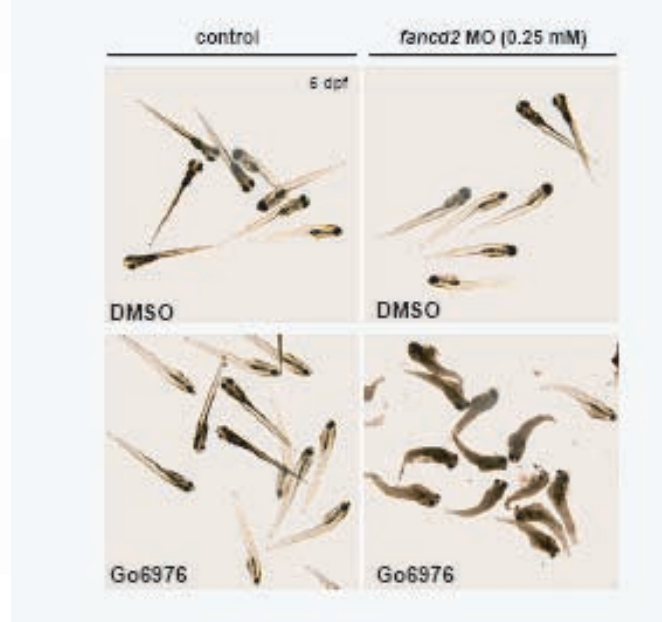 control
fancd2 MO (0.25 mM)
6 dpf
DMSO
DMSO
Go6976
Go6976